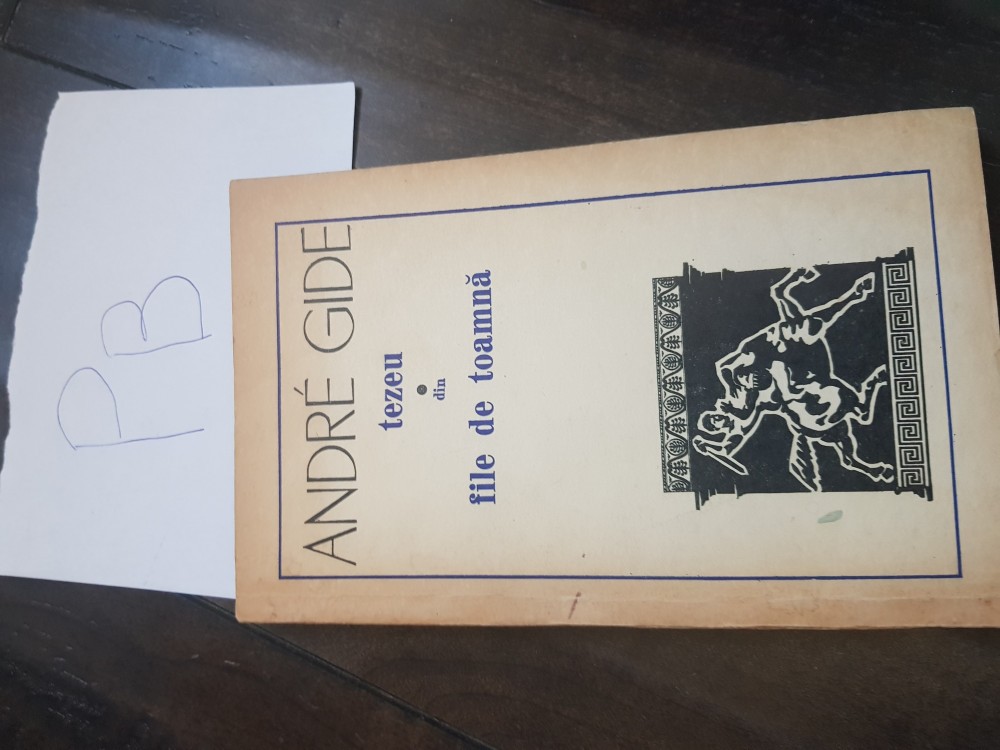 PB
ANDRÉ GIDE
tezeu
din
file de toamnă